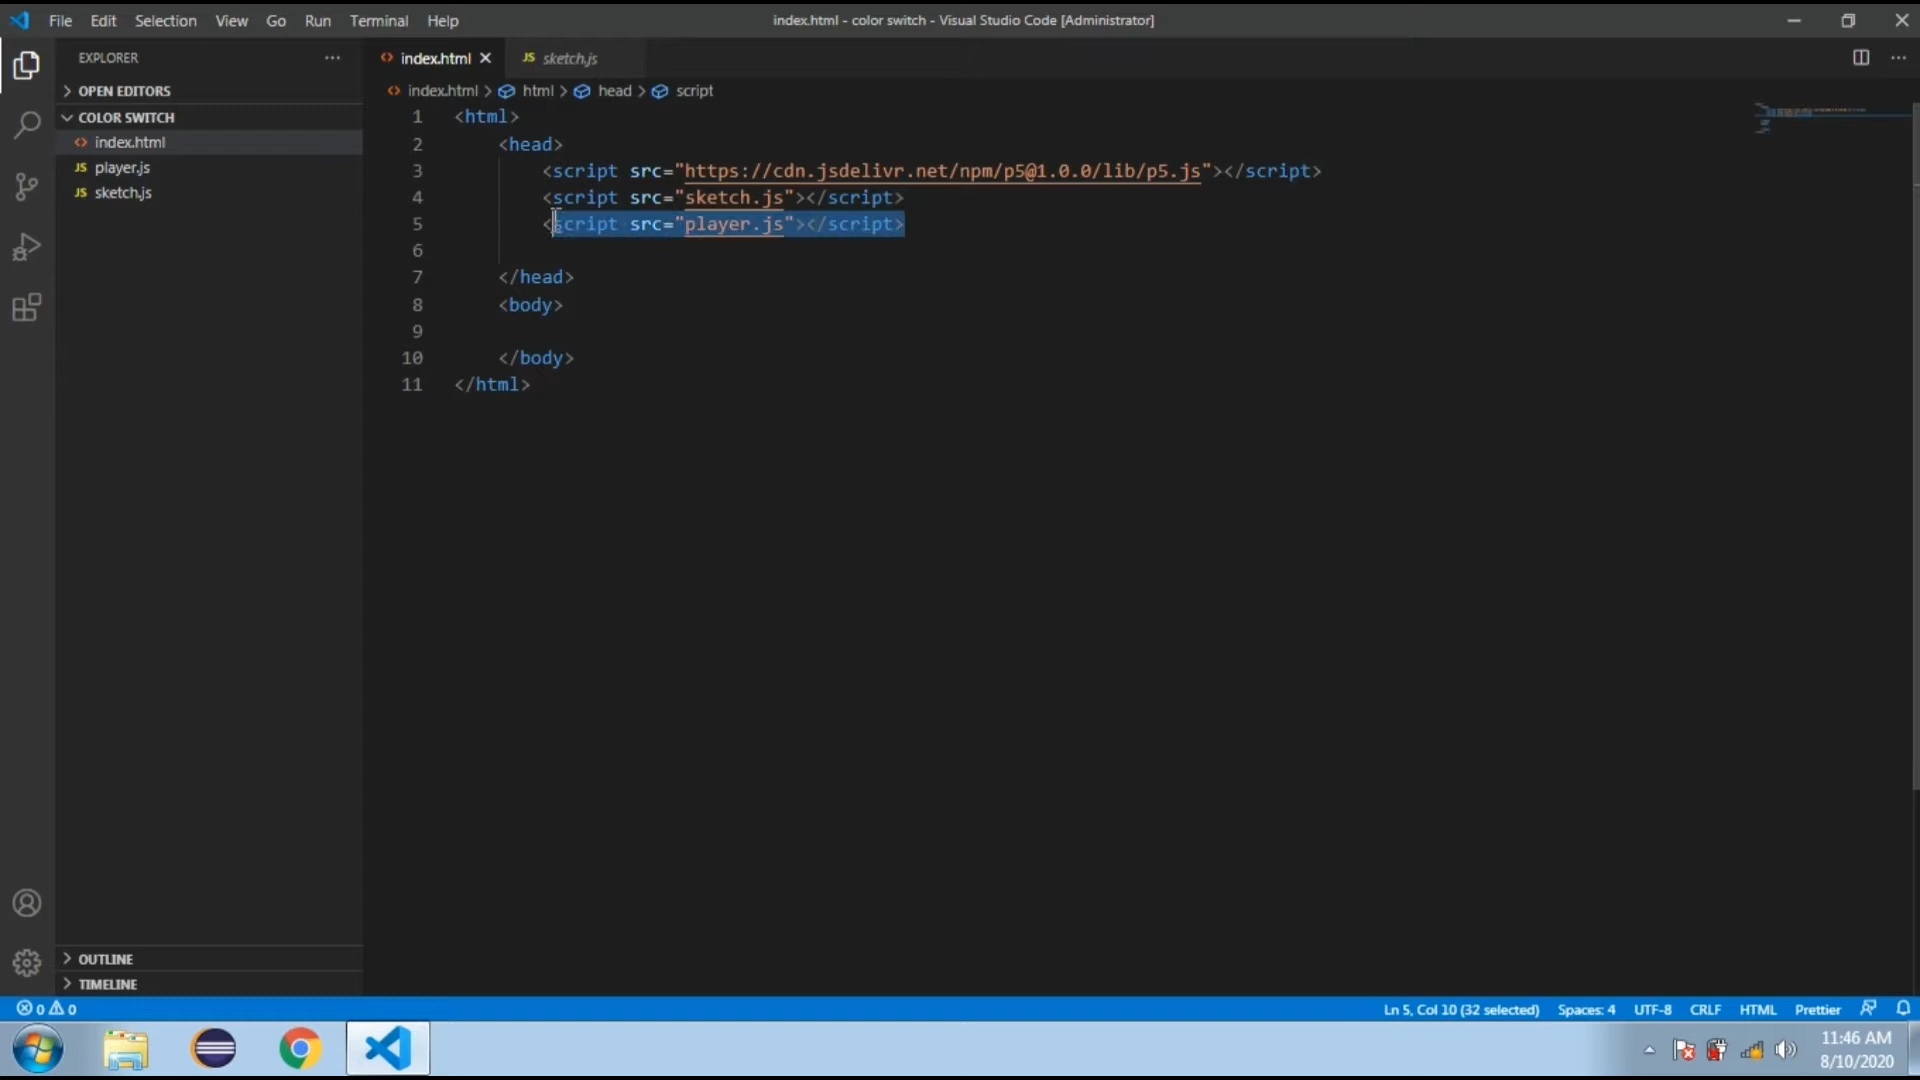 File Edit Selection View Go Run Terminal Help
index.html - color switch - Visual Studio Code [Administrator]
EXPLORER
OPEN EDITORS
COLOR SWITCH
index.html
JS player.js
JS sketch.js
OUTLINE
TIMELINE
index.html
JS sketch.js
index.html > html > head > script
1 <html>
2 <head>
3 <script src="https://cdn.jsdelivr.net/npm/p5@1.0.0/lib/p5.js"></script>
4 <script src="sketch.js"></script>
5 <script src="player.js"></script>
6
7 </head>
8 <body>
9
10 </body>
11 </html>
0 0
Ln 5, Col 10 (32 selected) Spaces: 4 UTF-8 CRLF HTML Prettier
11:46 AM
8/10/2020